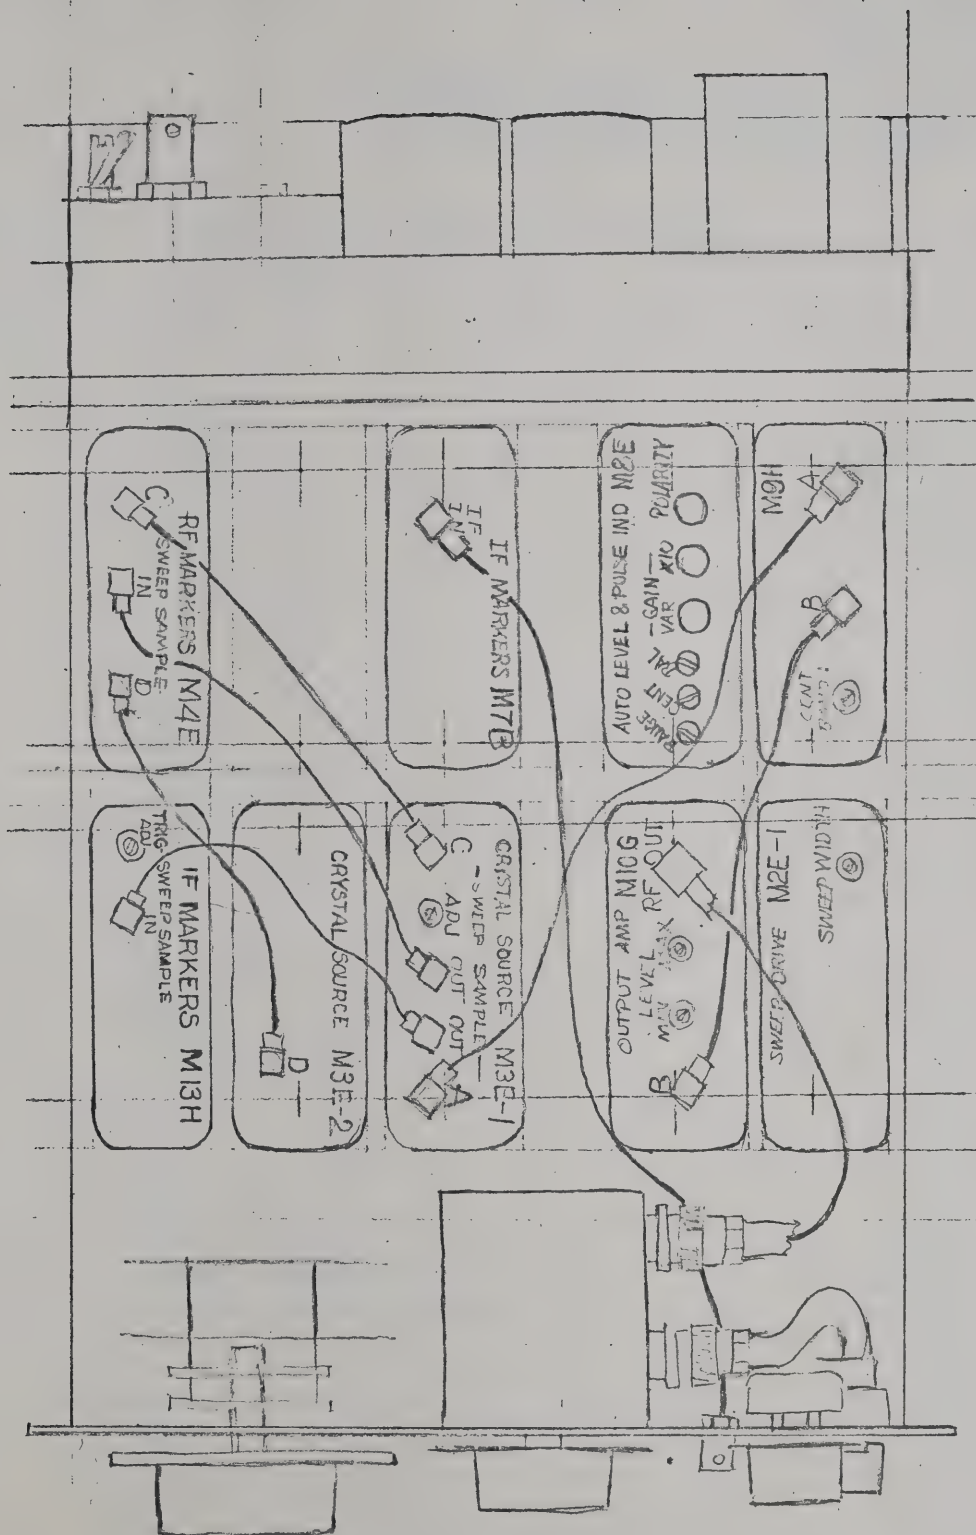 C
SWEEP SAMPLE
IN
D
RF MARKERS M4E
IF
IN
IF MARKERS M7B
AUTO LEVEL & PULSE IND M8E
RANGE CENT BAL
VAR - GAIN - X10
POLARITY
M9H
A
B
CENT
TRIG
ADJ
SWEEP SAMPLE
IN
IF MARKERS M13H
D
CRYSTAL SOURCE M3E-2
C
ADJ
OUT
OUT
A
- SWEEP SAMPLE -
CRYSTAL SOURCE M3E-1
OUTPUT AMP M10G
LEVEL
MIN MAX
RF OUT
B
SWEEP DRIVE M2E-1
SWEEP WIDTH